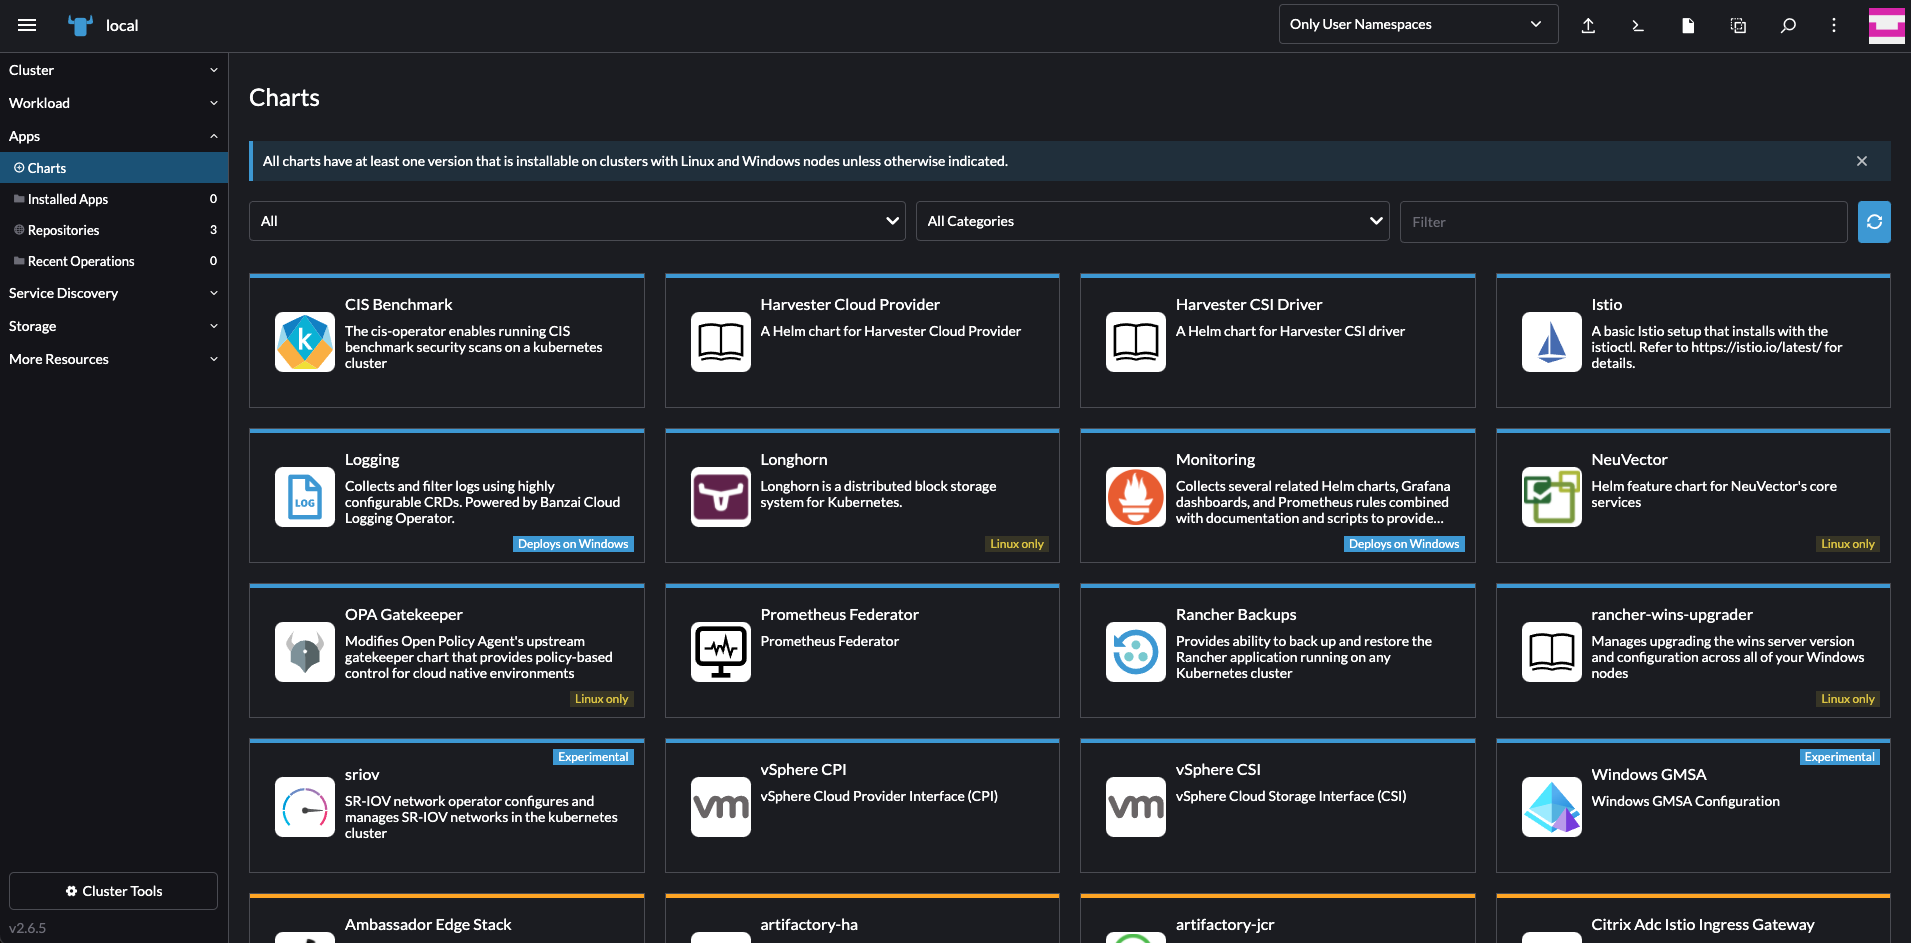 local
Only User Namespaces
Cluster
Workload
Apps
Charts
Installed Apps 0
Repositories 3
Recent Operations 0
Service Discovery
Storage
More Resources
Cluster Tools
v2.6.5
Charts
All charts have at least one version that is installable on clusters with Linux and Windows nodes unless otherwise indicated.
All
All Categories
Filter
k
CIS Benchmark
The cis-operator enables running CIS
benchmark security scans on a kubernetes
cluster
Harvester Cloud Provider
A Helm chart for Harvester Cloud Provider
Harvester CSI Driver
A Helm chart for Harvester CSI driver
Istio
A basic Istio setup that installs with the
istioctl. Refer to https://istio.io/latest/ for
details.
LOG
Logging
Collects and filter logs using highly
configurable CRDs. Powered by Banzai Cloud
Logging Operator.
Deploys on Windows
Longhorn
Longhorn is a distributed block storage
system for Kubernetes.
Linux only
Monitoring
Collects several related Helm charts, Grafana
dashboards, and Prometheus rules combined
with documentation and scripts to provide...
Deploys on Windows
NeuVector
Helm feature chart for NeuVector's core
services
Linux only
OPA Gatekeeper
Modifies Open Policy Agent's upstream
gatekeeper chart that provides policy-based
control for cloud native environments
Linux only
Prometheus Federator
Prometheus Federator
Rancher Backups
Provides ability to back up and restore the
Rancher application running on any
Kubernetes cluster
rancher-wins-upgrader
Manages upgrading the wins server version
and configuration across all of your Windows
nodes
Linux only
Experimental
sriov
SR-IOV network operator configures and
manages SR-IOV networks in the kubernetes
cluster
vm
vSphere CPI
vSphere Cloud Provider Interface (CPI)
vm
vSphere CSI
vSphere Cloud Storage Interface (CSI)
Experimental
Windows GMSA
Windows GMSA Configuration
Ambassador Edge Stack
artifactory-ha
artifactory-jcr
Citrix Adc Istio Ingress Gateway